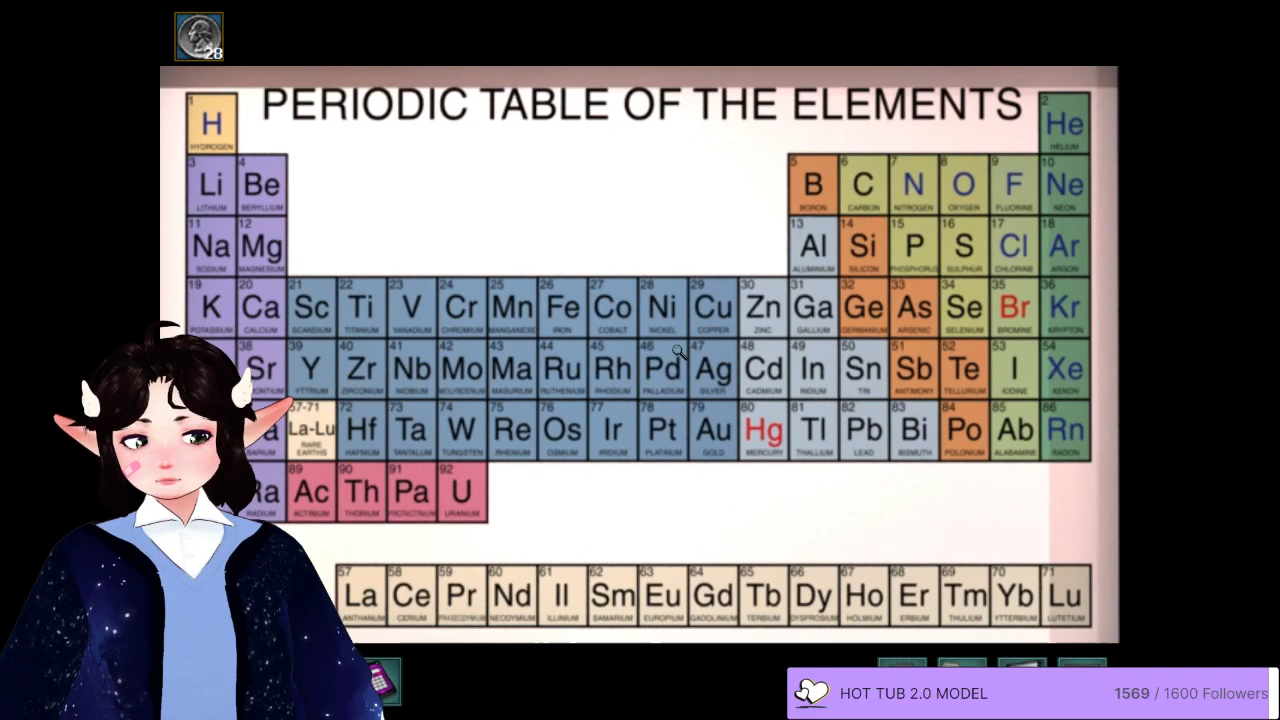 28
PERIODIC TABLE OF THE ELEMENTS
1 2
H He
HYDROGEN HELIUM
3 4 5 6 7 8 9 10
Li Be B C N O F Ne
LITHIUM BERYLLIUM BORON CARBON NITROGEN OXYGEN FLUORINE NEON
11 12 13 14 15 16 17 18
Na Mg Al Si P S Cl Ar
SODIUM MAGNESIUM ALUMINIUM SILICON PHOSPHORUS SULPHUR CHLORINE ARGON
19 20 21 22 23 24 25 26 27 28 29 30 31 32 33 34 35 36
K Ca Sc Ti V Cr Mn Fe Co Ni Cu Zn Ga Ge As Se Br Kr
POTASSIUM CALCIUM SCANDIUM TITANIUM VANADIUM CHROMIUM MANGANESE IRON COBALT NICKEL COPPER ZINC GALLIUM GERMANIUM ARSENIC SELENIUM BROMINE KRYPTON
38 39 40 41 42 43 44 45 46 47 48 49 50 51 52 53 54
Sr Y Zr Nb Mo Ma Ru Rh Pd Ag Cd In Sn Sb Te I Xe
ONTIUM YTTRIUM ZIRCONIUM NIOBIUM MOLYBDENUM MASURIUM RUTHENIUM RHODIUM PALLADIUM SILVER CADMIUM INDIUM TIN ANTIMONY TELLURIUM IODINE XENON
57-71 72 73 74 75 76 77 78 79 80 81 82 83 84 85 86
a La-Lu Hf Ta W Re Os Ir Pt Au Hg Tl Pb Bi Po Ab Rn
BARIUM RARE EARTHS HAFNIUM TANTALUM TUNGSTEN RHENIUM OSMIUM IRIDIUM PLATINUM GOLD MERCURY THALLIUM LEAD BISMUTH POLONIUM ALABAMINE RADON
89 90 91 92
Ra Ac Th Pa U
RADIUM ACTINIUM THORIUM PROTACTINIUM URANIUM
57 58 59 60 61 62 63 64 65 66 67 68 69 70 71
La Ce Pr Nd Il Sm Eu Gd Tb Dy Ho Er Tm Yb Lu
ANTHANUM CERIUM PRASEODYMIUM NEODYMIUM ILLINIUM SAMARIUM EUROPIUM GADOLINIUM TERBIUM DYSPROSIUM HOLMIUM ERBIUM THULIUM YTTERBIUM LUTETIUM
HOT TUB 2.0 MODEL 1569 / 1600 Followers